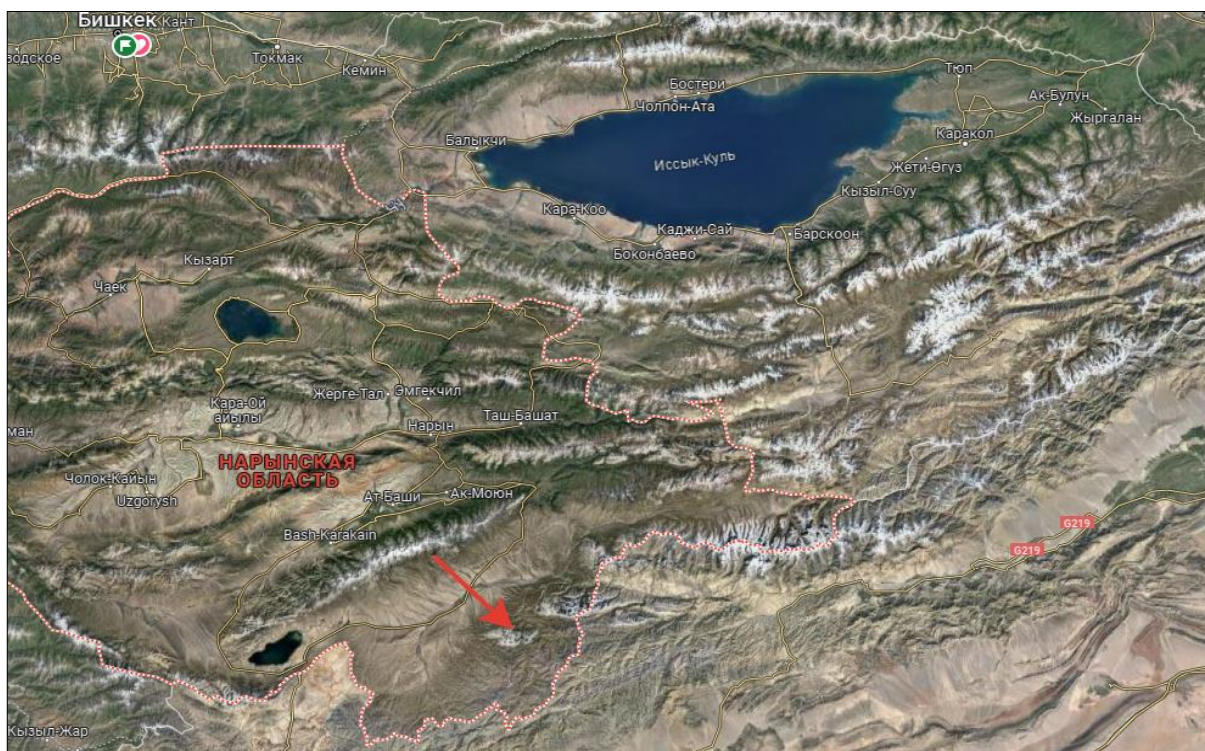 Бишкек
Кант
водское
Токмак
Кемин
Бостери
Чолпон-Ата
Тюп
Ак-Булун
Жыргалан
Балыкчи
Каракол
Иссык-Куль
Жети-Өгүз
Кызыл-Суу
Кара-Коо
Каджи-Сай
Барскоон
Боконбаево
Кызарт
Чаек
Жерге-Тал
Эмгекчил
Кара-Ой
айылы
Таш-Башат
Нарын
ман
НАРЫНСКАЯ
ОБЛАСТЬ
Чолок-Кайын
Uzgorysh
Ат-Баши
Ак-Моюн
Bash-Karakain
G219
G219
Кызыл-Жар